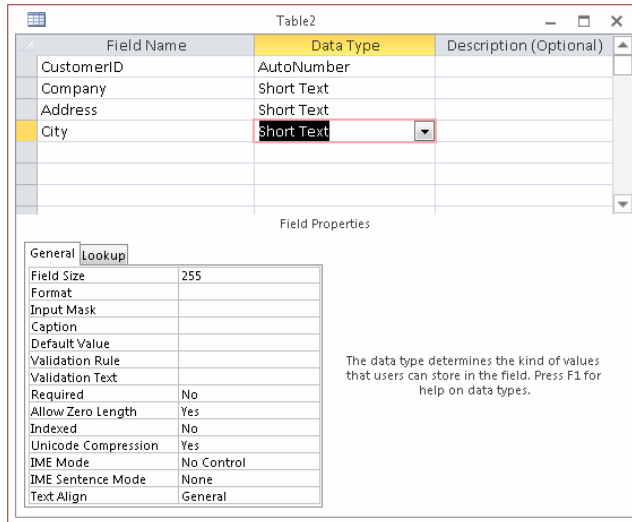 Table2
Field Name Data Type Description (Optional)
CustomerID AutoNumber
Company Short Text
Address Short Text
City Short Text
Field Properties
General Lookup
Field Size 255
Format
Input Mask
Caption
Default Value
Validation Rule
Validation Text
Required No
Allow Zero Length Yes
Indexed No
Unicode Compression Yes
IME Mode No Control
IME Sentence Mode None
Text Align General
The data type determines the kind of values
that users can store in the field. Press F1 for
help on data types.